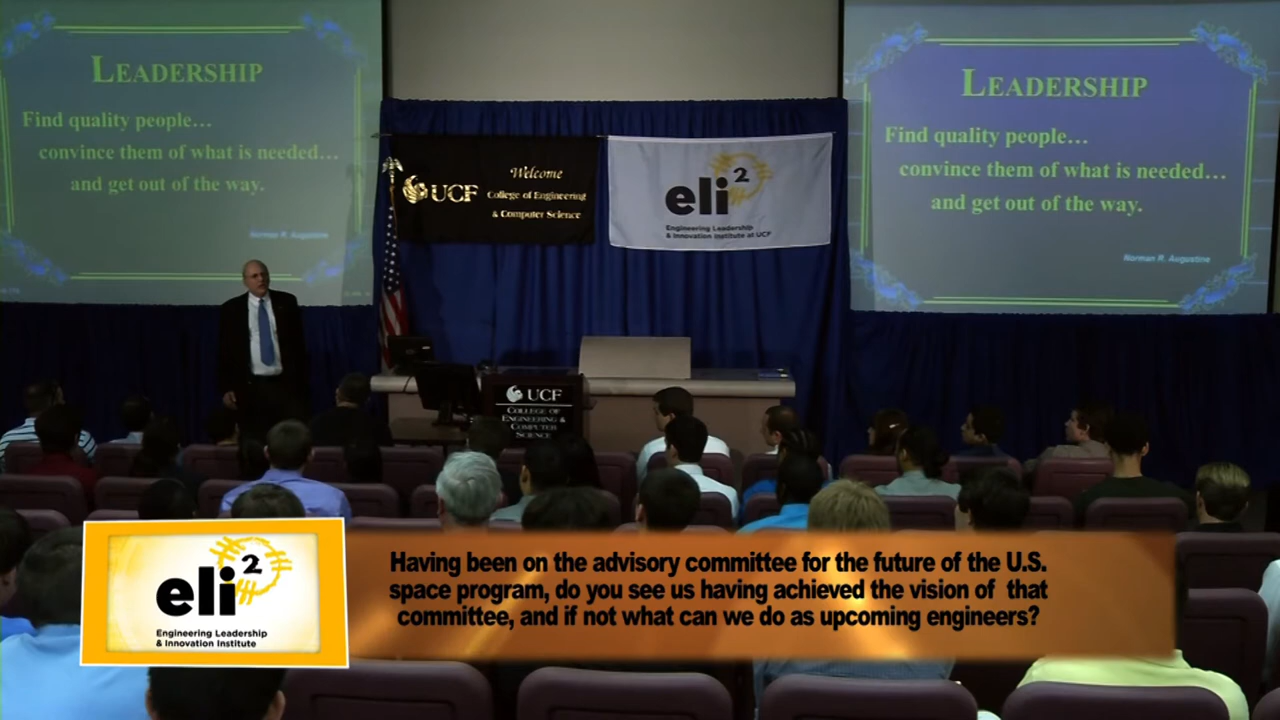 LEADERSHIP
Find quality people...
convince them of what is needed...
and get out of the way.
Norman R. Augustine
UCF
Welcome
College of Engineering
& Computer Science
eli2
Engineering Leadership
& Innovation Institute at UCF
LEADERSHIP
Find quality people...
convince them of what is needed...
and get out of the way.
Norman R. Augustine
UCF
COLLEGE OF
ENGINEERING &
COMPUTER
SCIENCE
eli2
Engineering Leadership
& Innovation Institute
Having been on the advisory committee for the future of the U.S.
space program, do you see us having achieved the vision of that
committee, and if not what can we do as upcoming engineers?